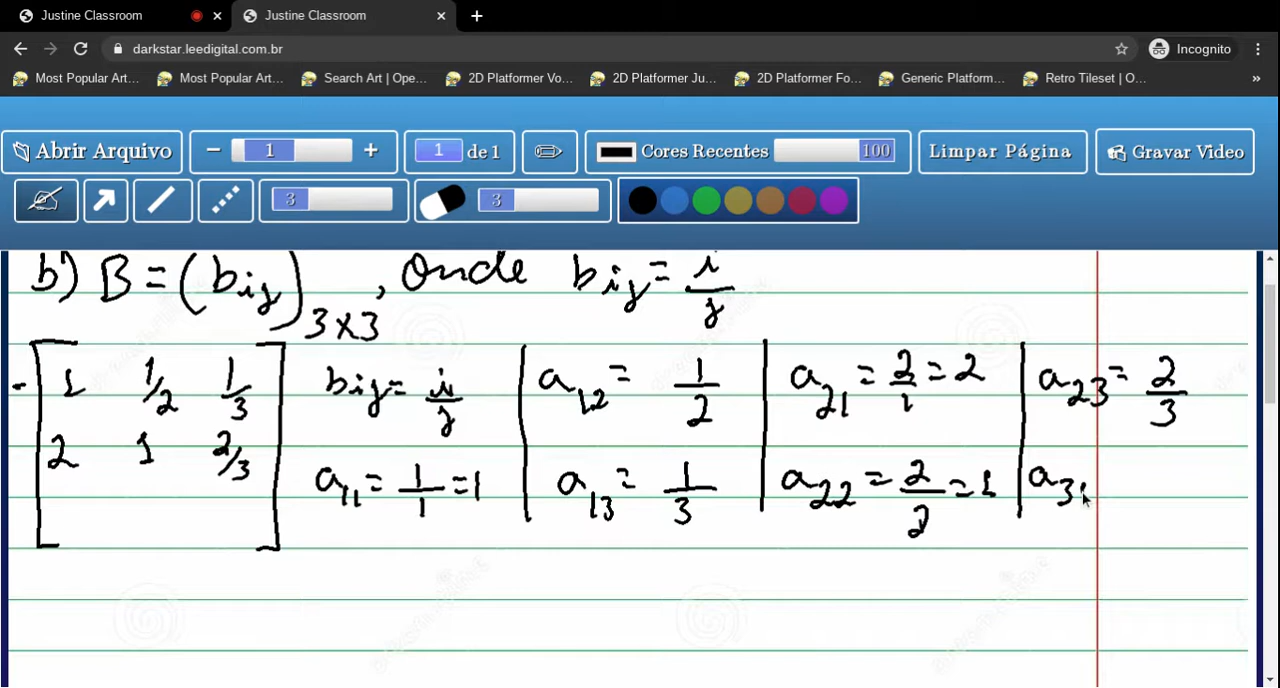 Justine Classroom
Justine Classroom
darkstar.leedigital.com.br
Incognito
Most Popular Art...
Most Popular Art...
Search Art | Ope...
2D Platformer Vo...
2D Platformer Ju...
2D Platformer Fo...
Generic Platform...
Retro Tileset | O...
»
Abrir Arquivo
− 1 +
1 de 1
Cores Recentes 100
Limpar Página
Gravar Video
3
3
b) B = (bij)3x3, Onde bij = i/j
1 1/2 1/3
2 1 2/3
bij = i/j
a11 = 1/1 = 1
a12 = 1/2
a13 = 1/3
a21 = 2/1 = 2
a22 = 2/2 = 1
a23 = 2/3
a31